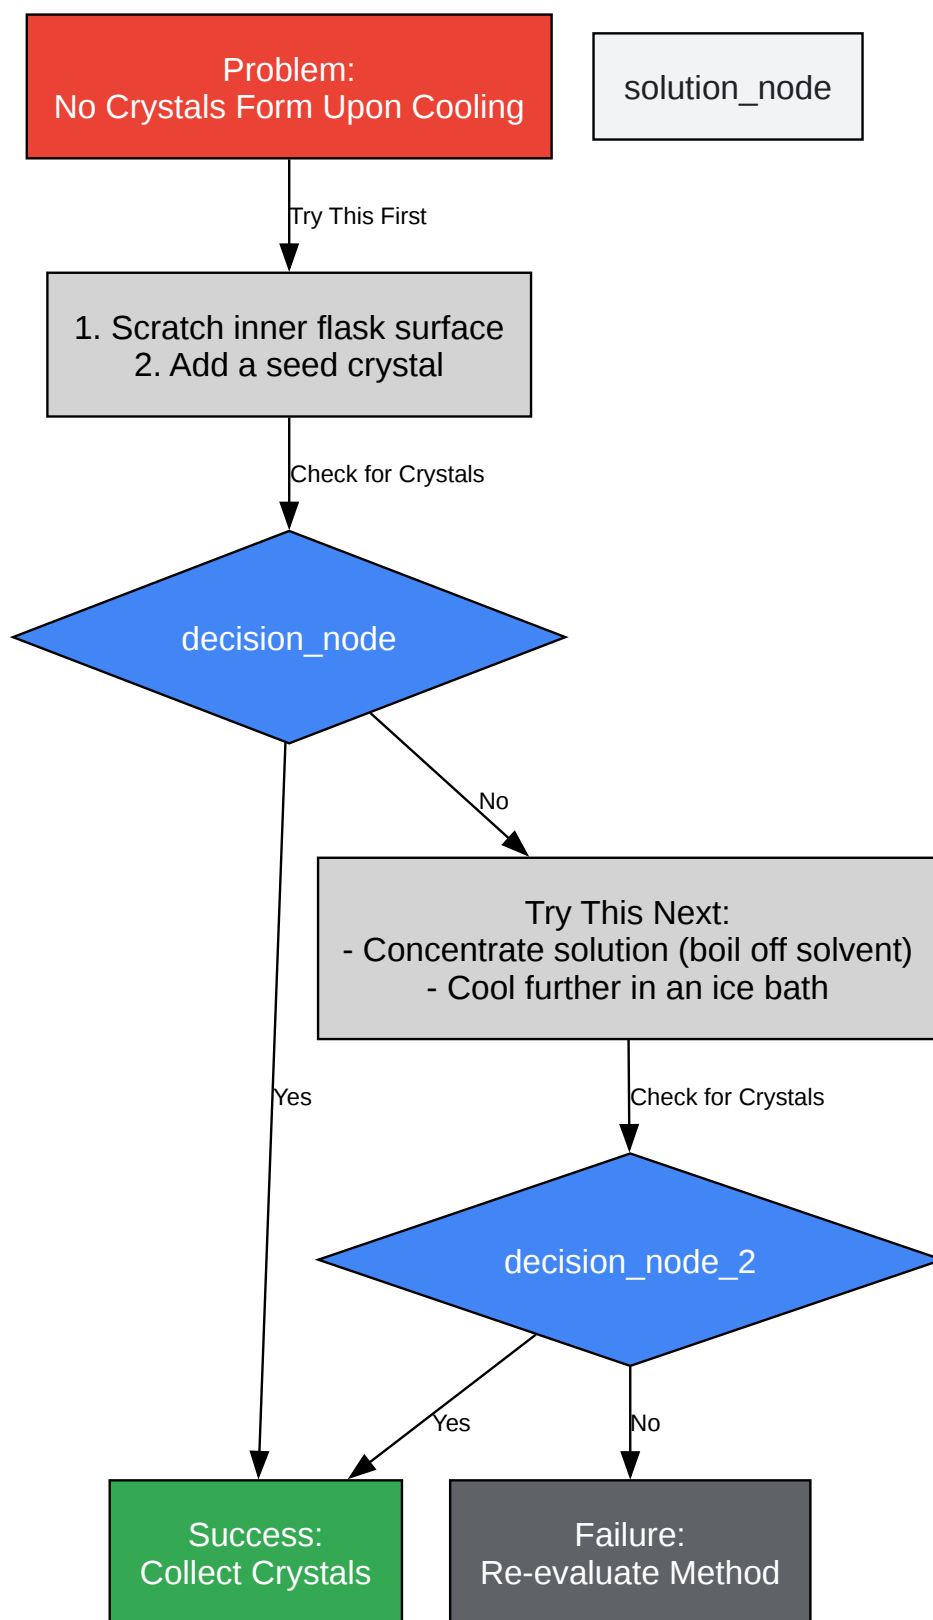 Problem:
No Crystals Form Upon Cooling
solution_node
Try This First
1. Scratch inner flask surface
2. Add a seed crystal
Check for Crystals
decision_node
No
Try This Next:
- Concentrate solution (boil off solvent)
- Cool further in an ice bath
Yes
Check for Crystals
decision_node_2
Yes
No
Success:
Collect Crystals
Failure:
Re-evaluate Method